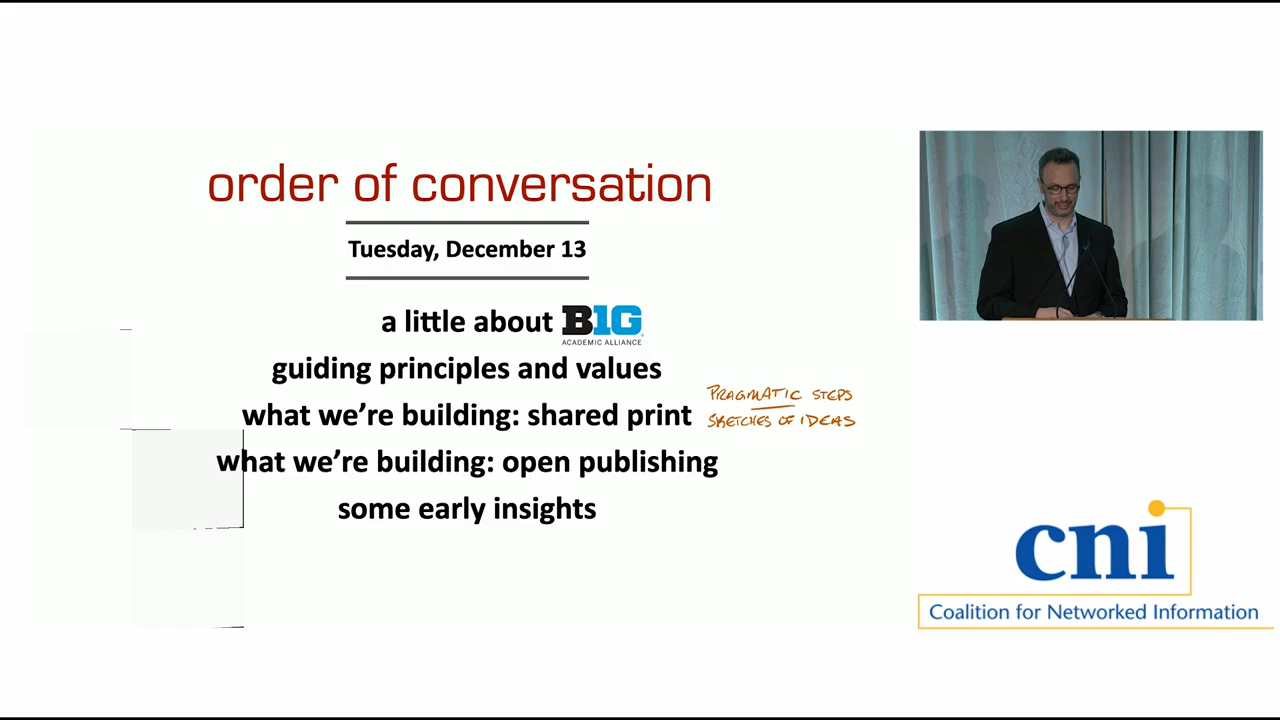 order of conversation
Tuesday, December 13
a little about B1G
ACADEMIC ALLIANCE
guiding principles and values
what we're building: shared print
PRAGMATIC STEPS
SKETCHES OF IDEAS
what we're building: open publishing
some early insights
cni
Coalition for Networked Information